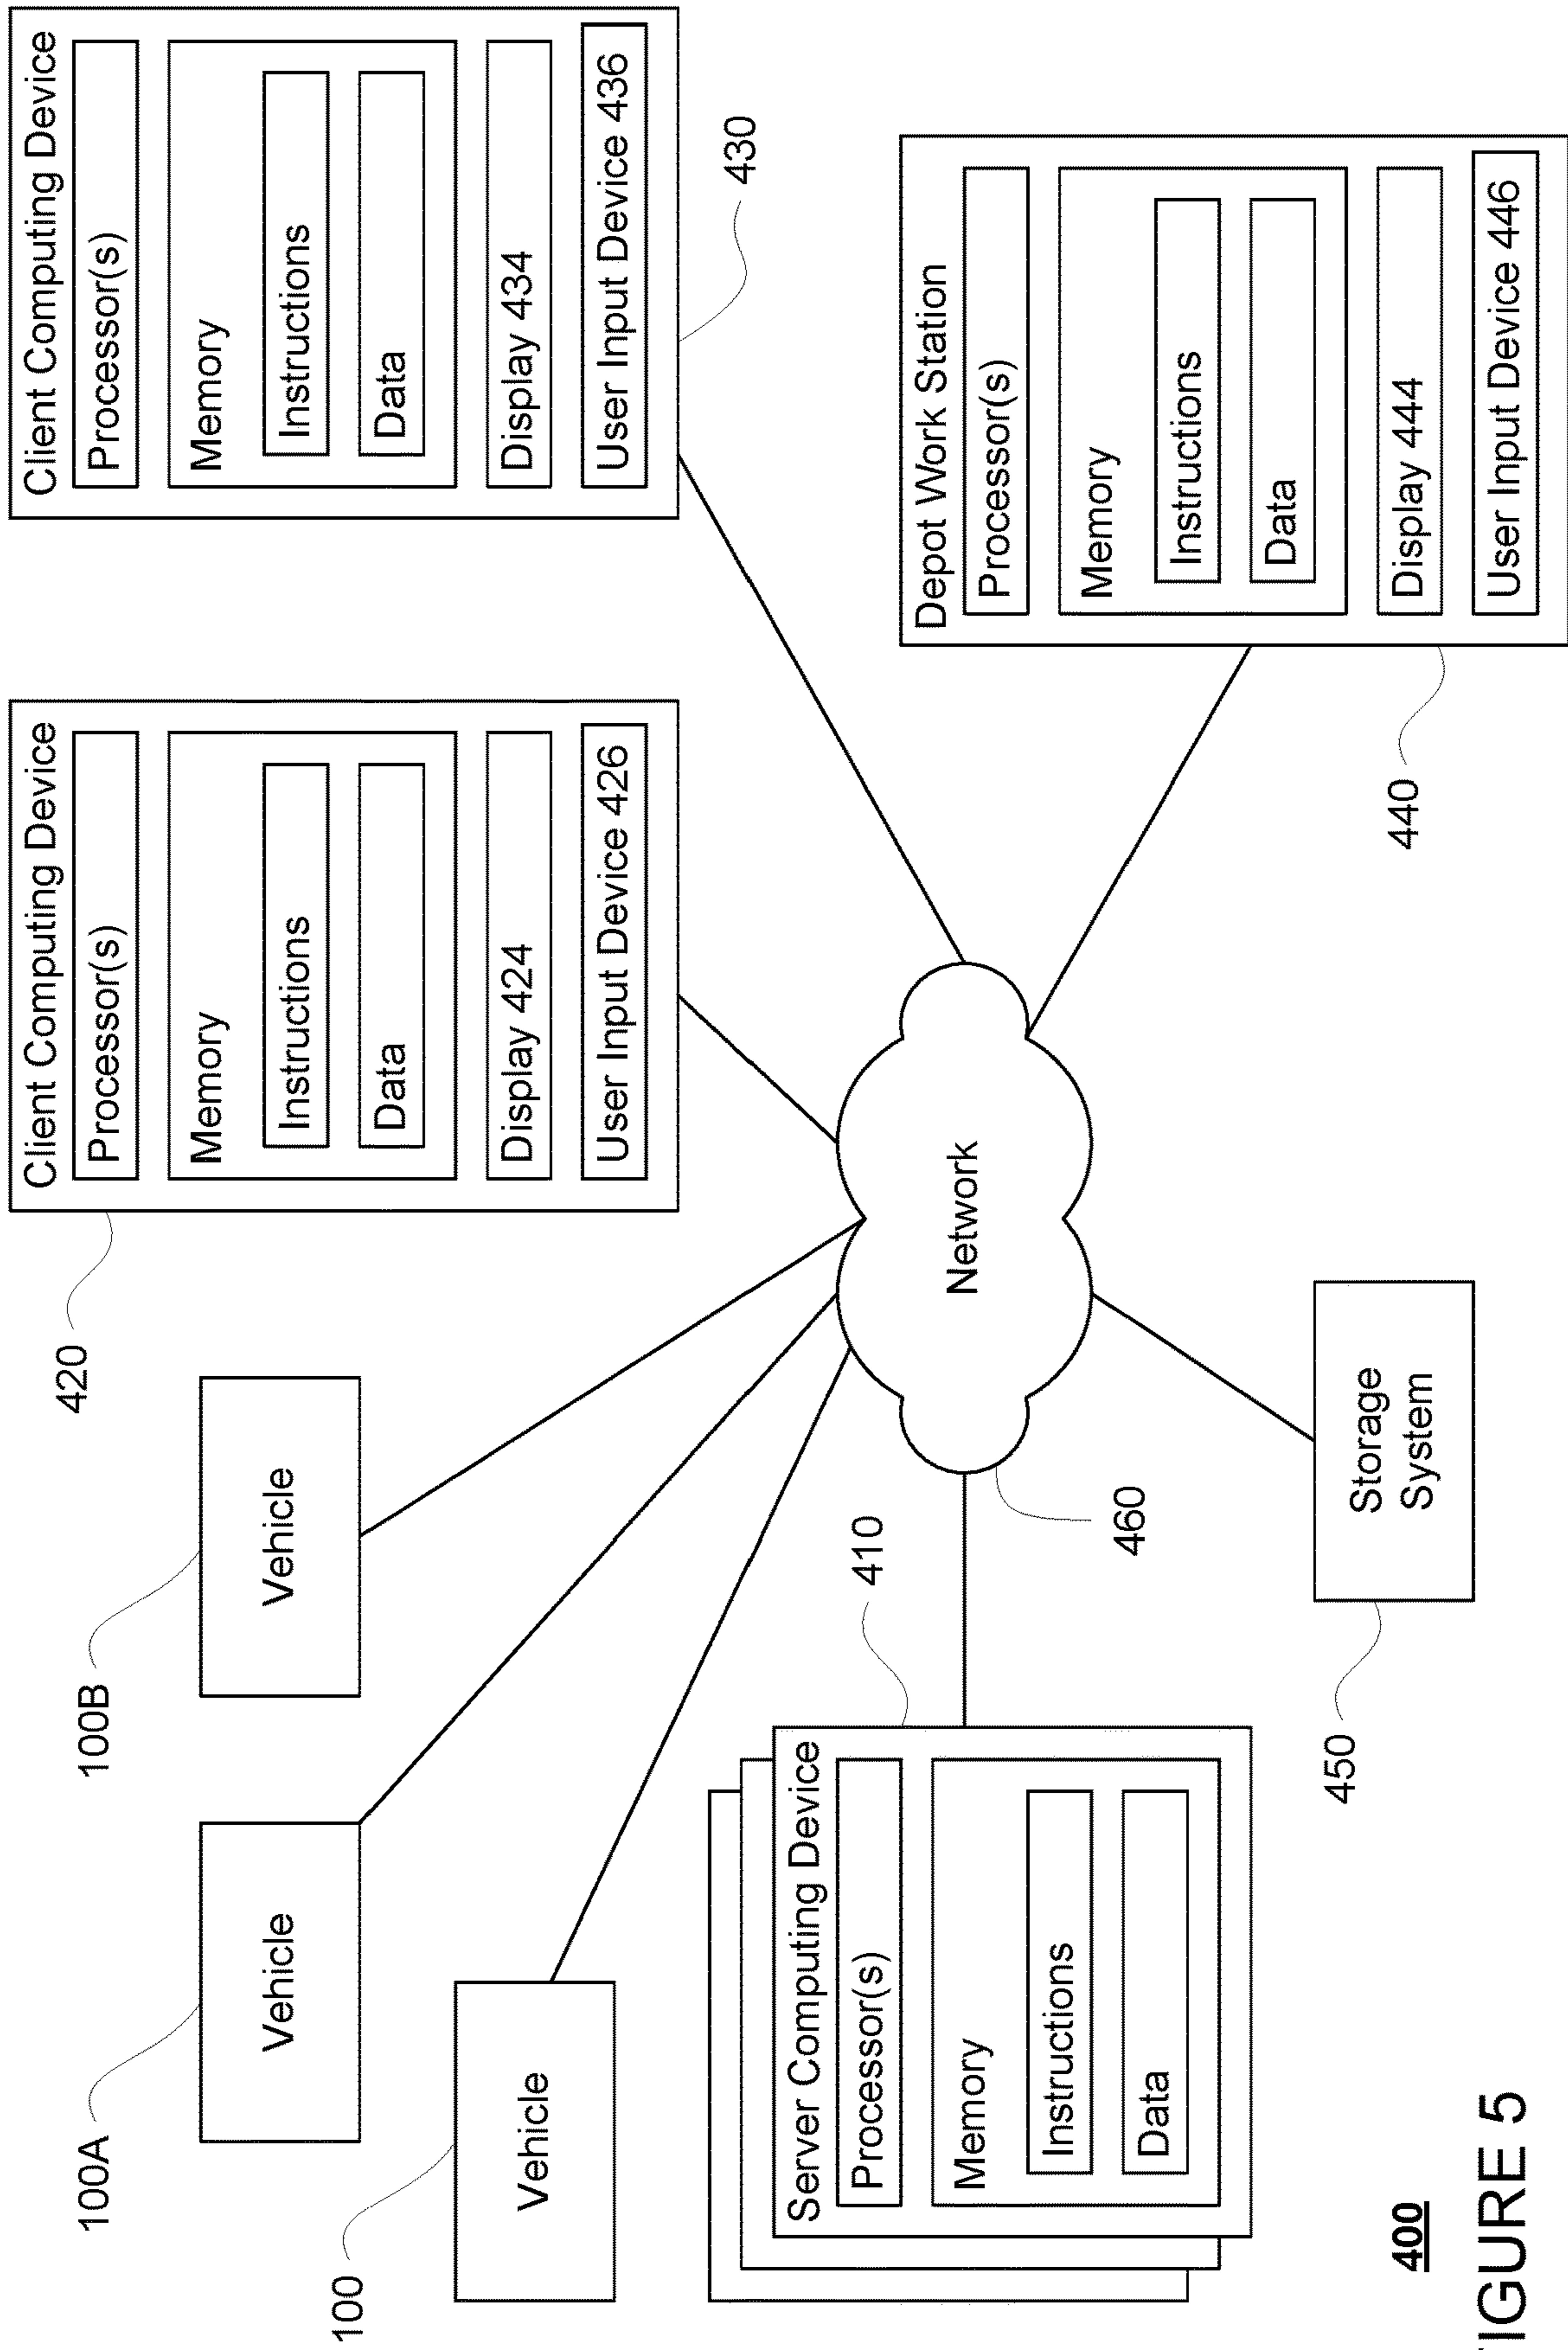 100A
Vehicle
100B
Vehicle
420
Client Computing Device
Processor(s)
Memory
Instructions
Data
Display 424
User Input Device 426
Client Computing Device
Processor(s)
Memory
Instructions
Data
Display 434
User Input Device 436
430
100
Vehicle
Server Computing Device
Processor(s)
Memory
Instructions
Data
410
Network
460
Storage
System
450
Depot Work Station
Processor(s)
Memory
Instructions
Data
Display 444
User Input Device 446
440
400
IGURE 5